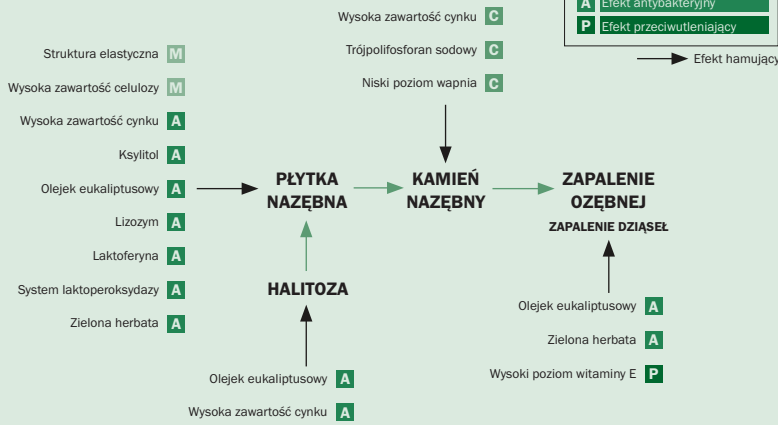 Wysoka zawartość cynku C
Trójpolifosforan sodowy C
Niski poziom wapnia C
A Efekt antybakteryjny
P Efekt przeciwutleniający
Efekt hamujący
Struktura elastyczna M
Wysoka zawartość celulozy M
Wysoka zawartość cynku A
Ksylitol A
Olejek eukaliptusowy A
Lizozym A
Laktoferyna A
System laktoperoksydazy A
Zielona herbata A
PŁYTKA
NAZĘBNA
KAMIEŃ
NAZĘBNY
ZAPALENIE
OZĘBNEJ
ZAPALENIE DZIĄSEŁ
HALITOZA
Olejek eukaliptusowy A
Wysoka zawartość cynku A
Olejek eukaliptusowy A
Zielona herbata A
Wysoki poziom witaminy E P